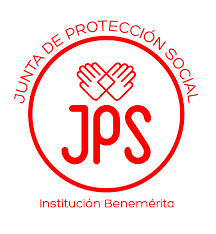 JUNTA DE PROTECCIÓN SOCIAL
JPS
Institución Benemérita